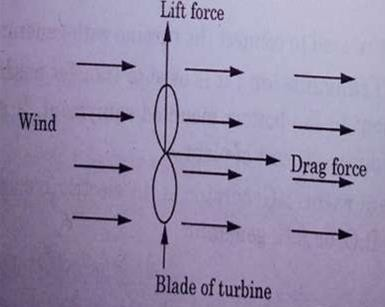 Lift force
Wind
Drag force
Blade of turbine